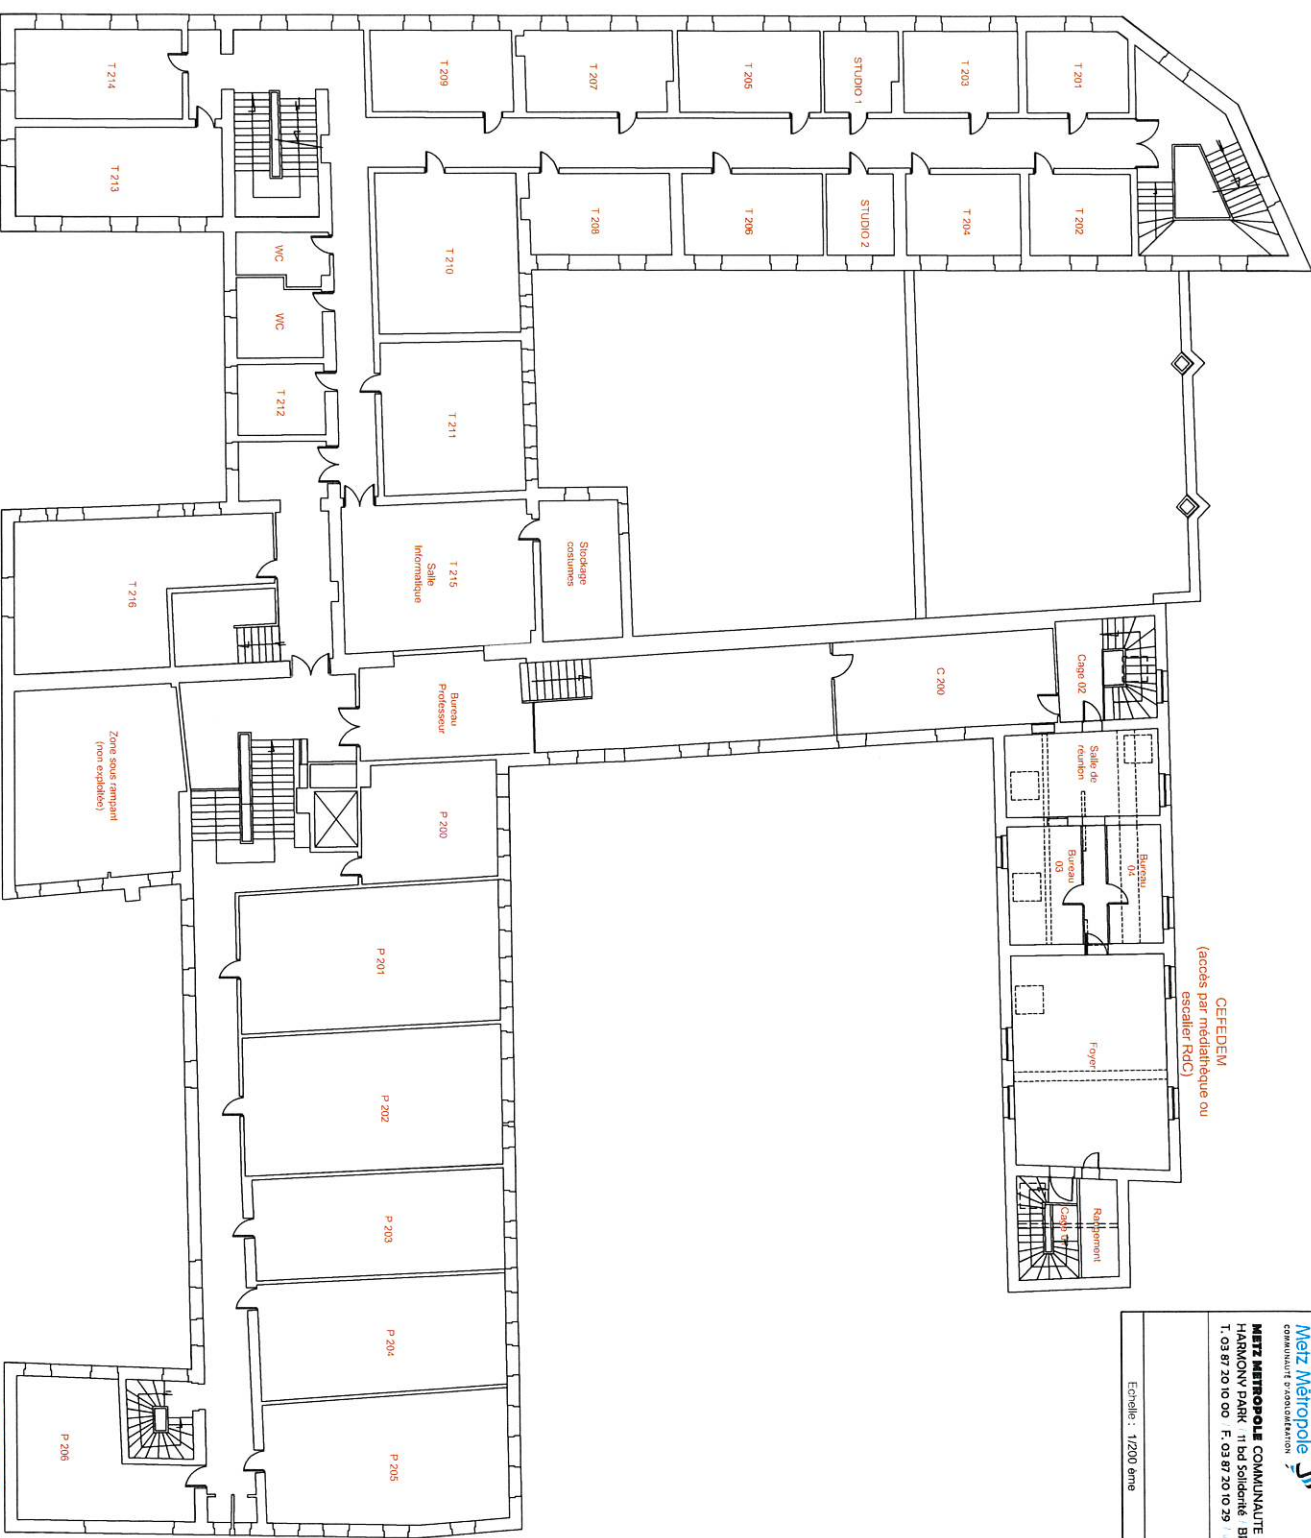 Metz Métropole
COMMUNAUTÉ D'AGGLOMÉRATION
METZ METROPOLE COMMUNAUTE
HARMONY PARK / 11 bd Solidarité /
T. 03 87 20 10 00 / F. 03 87 20 10 29 /
Echelle : 1/200 ème
CEFEDEM
(accès par médiathèque ou
escalier RdC)
T 201
T 203
STUDIO 1
T 205
T 207
T 209
T 214
T 202
T 204
STUDIO 2
T 206
T 208
T 210
T 213
WC
WC
T 212
T 211
T 215
Salle
Informatique
Stockage
costumes
T 216
Cage 02
C 200
Bureau
Professeur
Zone sous rampant
(non exploitée)
Salle de
réunion
Bureau
04
Bureau
03
Foyer
Rangement
P 200
P 201
P 202
P 203
P 204
P 205
P 206